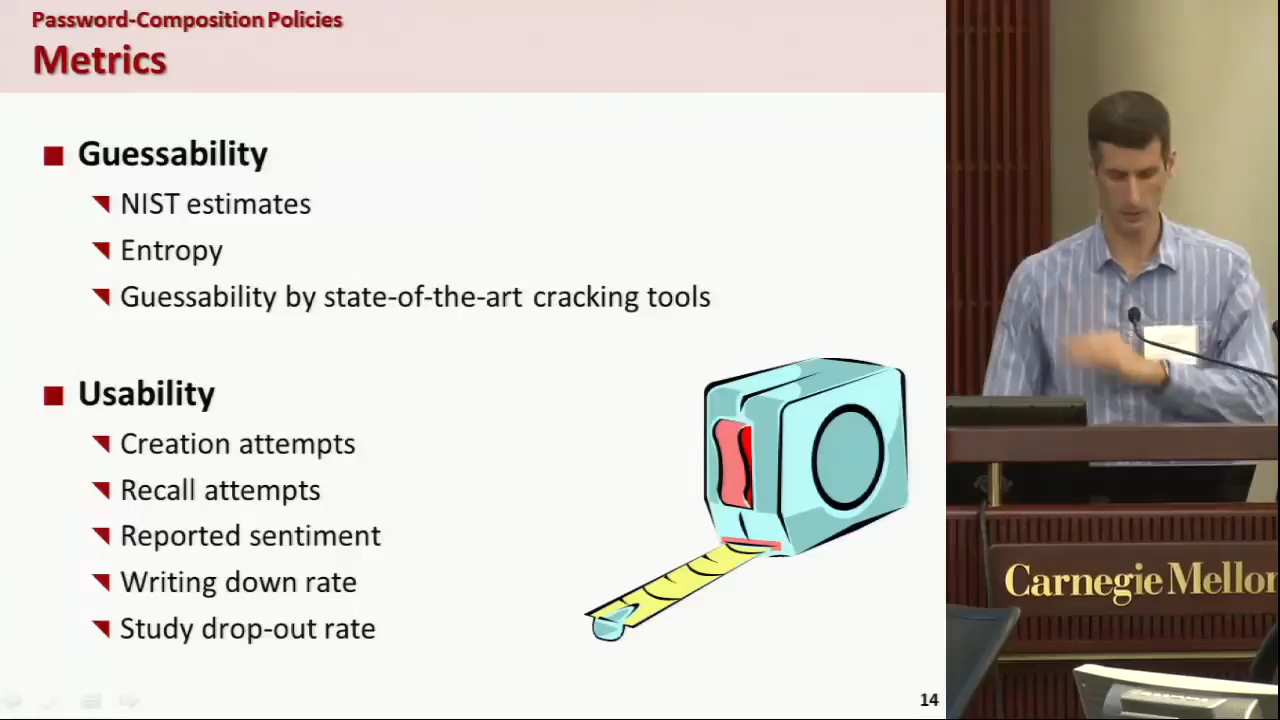 Password-Composition Policies
Metrics
Guessability
NIST estimates
Entropy
Guessability by state-of-the-art cracking tools
Usability
Creation attempts
Recall attempts
Reported sentiment
Writing down rate
Study drop-out rate
14
Carnegie Mellon